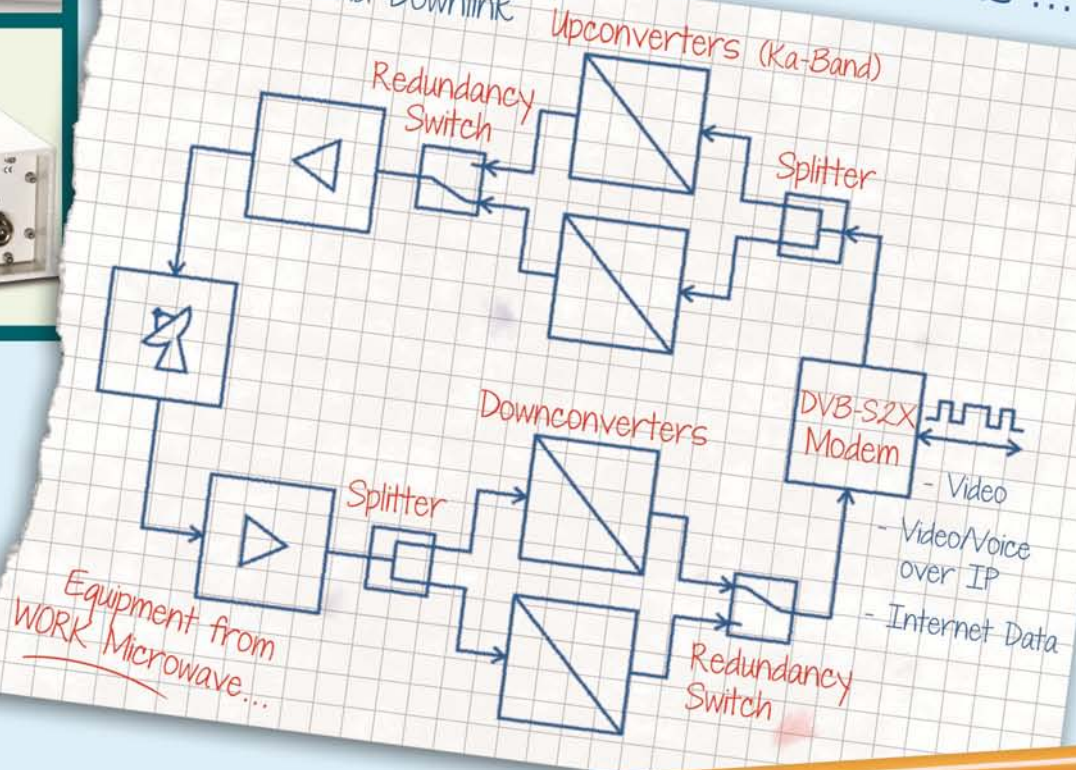 Downlink
Upconverters (Ka-Band)
Redundancy
Switch
Splitter
Downconverters
DVB-S2X
Modem
Splitter
- Video
- Video/Voice
over IP
- Internet Data
Equipment from
WORK Microwave...
Redundancy
Switch